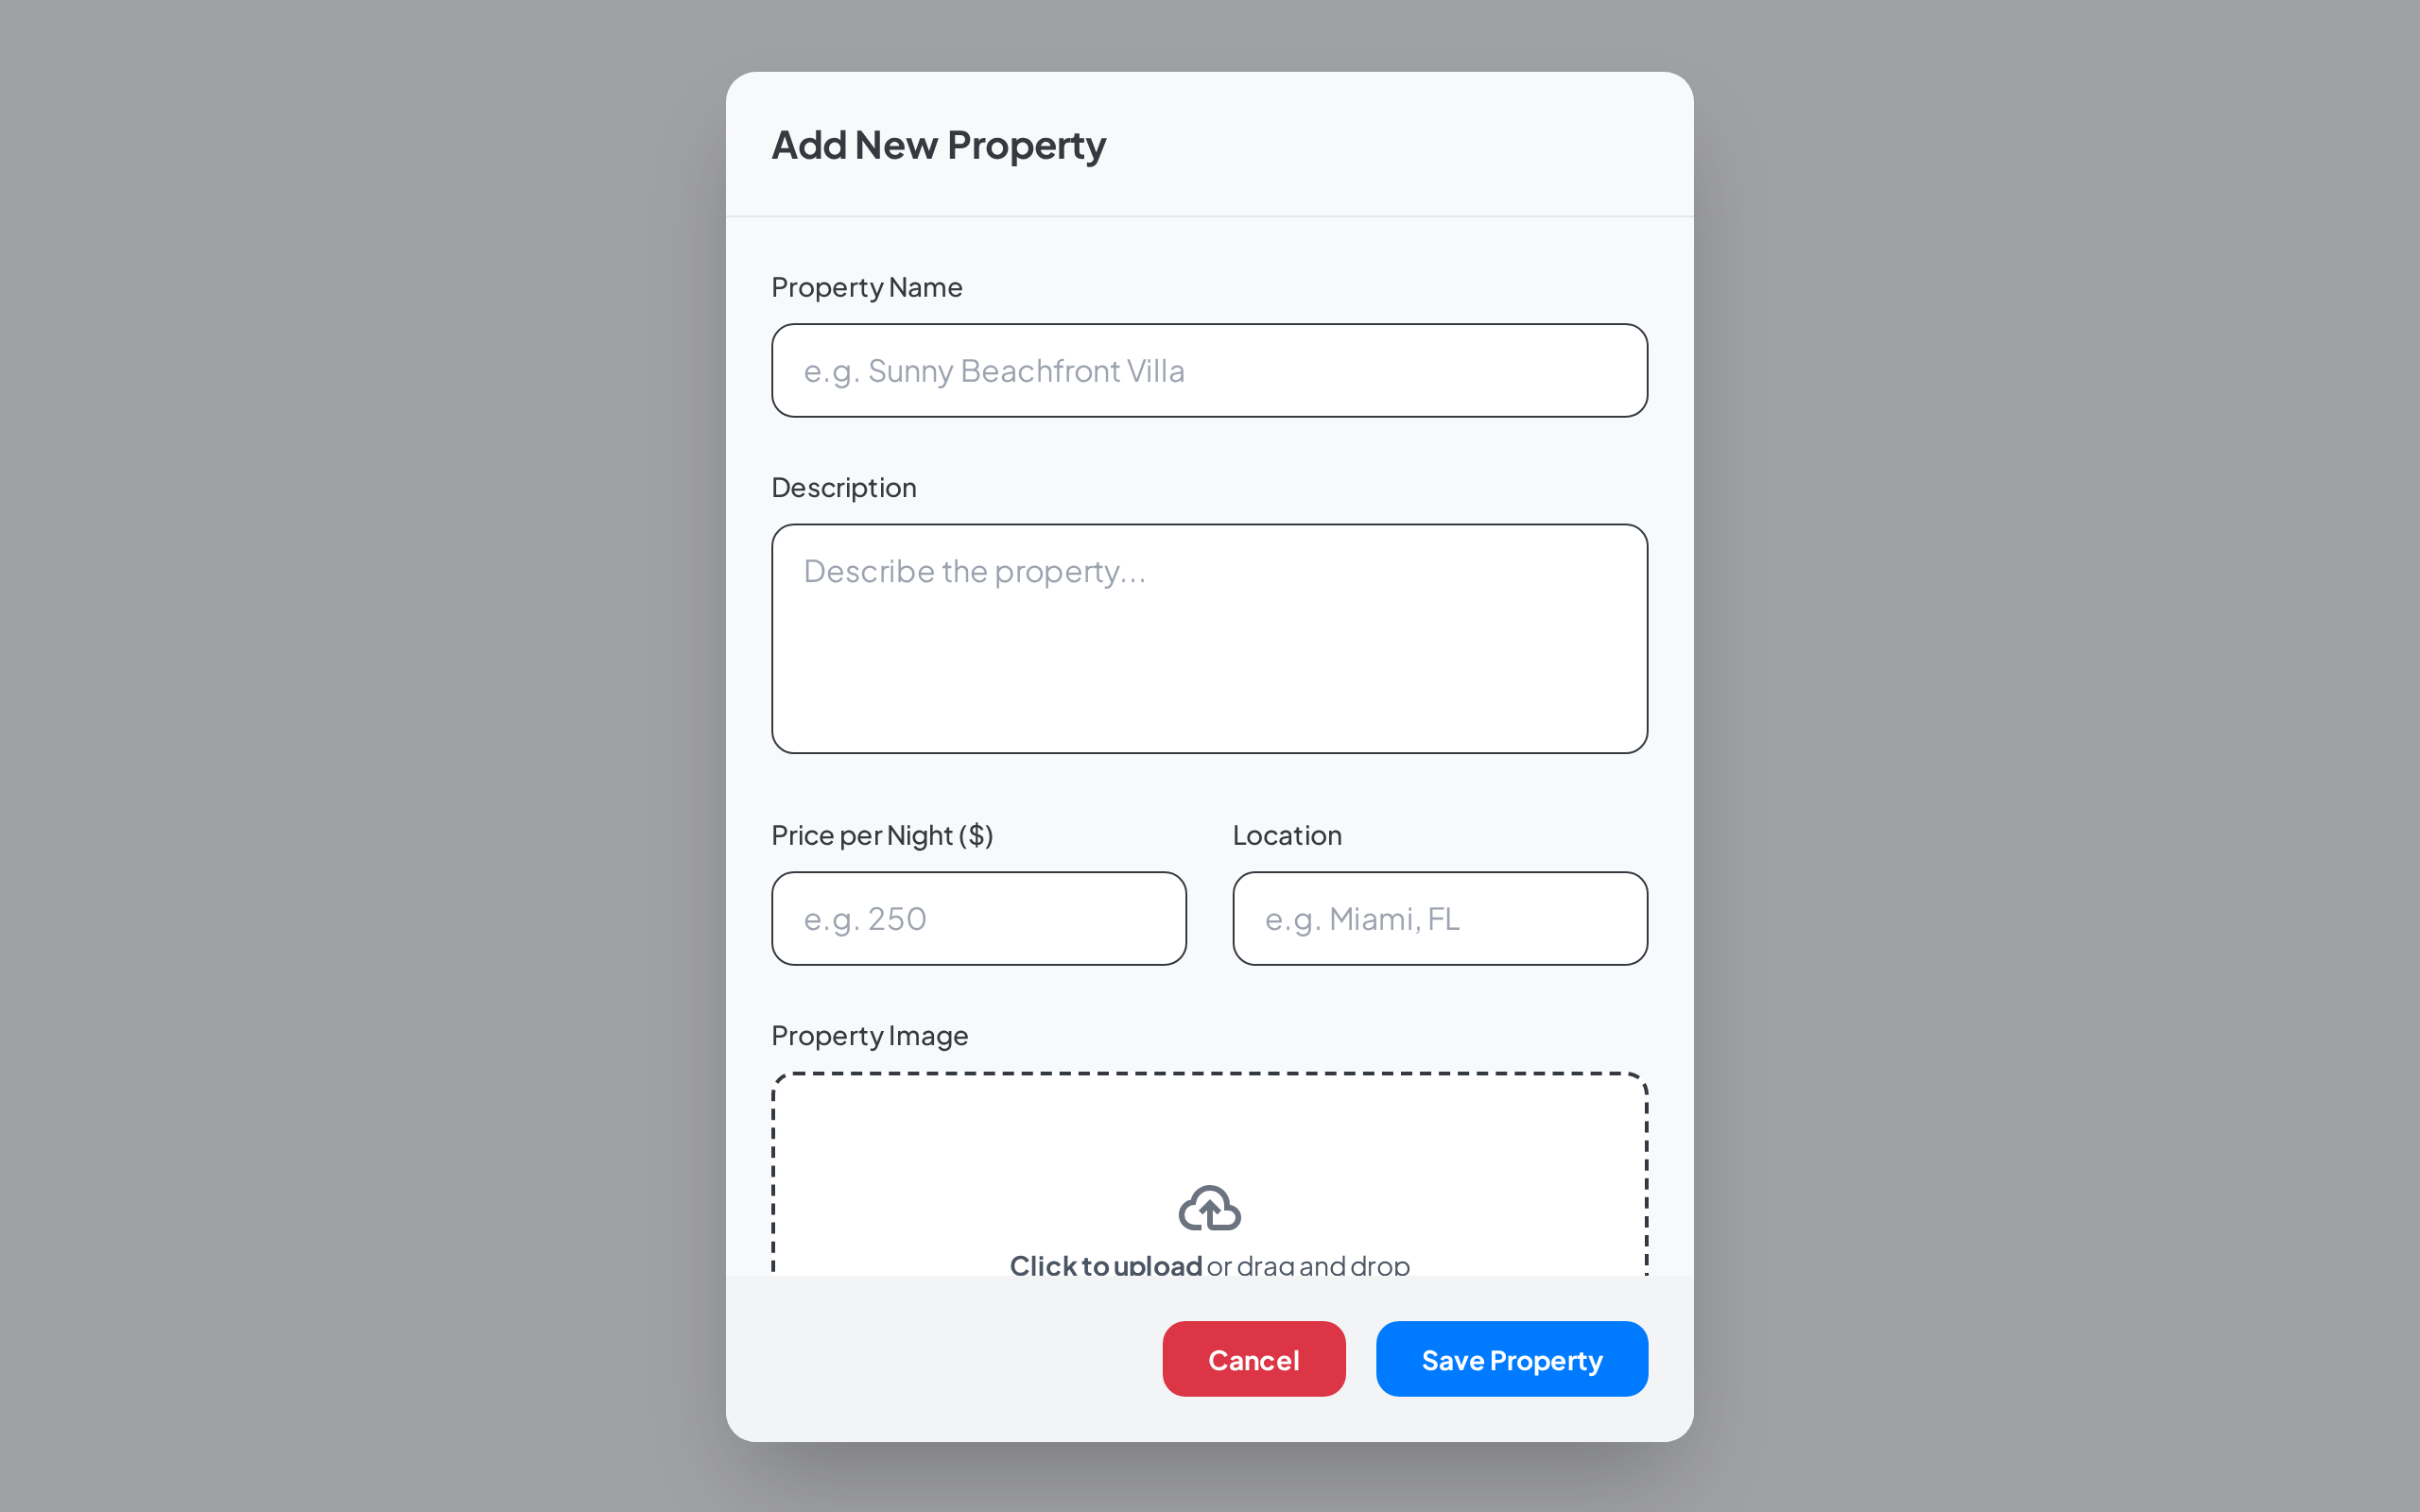 Add New Property
Property Name
e.g. Sunny Beachfront Villa
Description
Describe the property...
Price per Night ($)
Location
e.g. 250
e.g. Miami, FL
Property Image
Click to upload or drag and drop
Cancel
Save Property